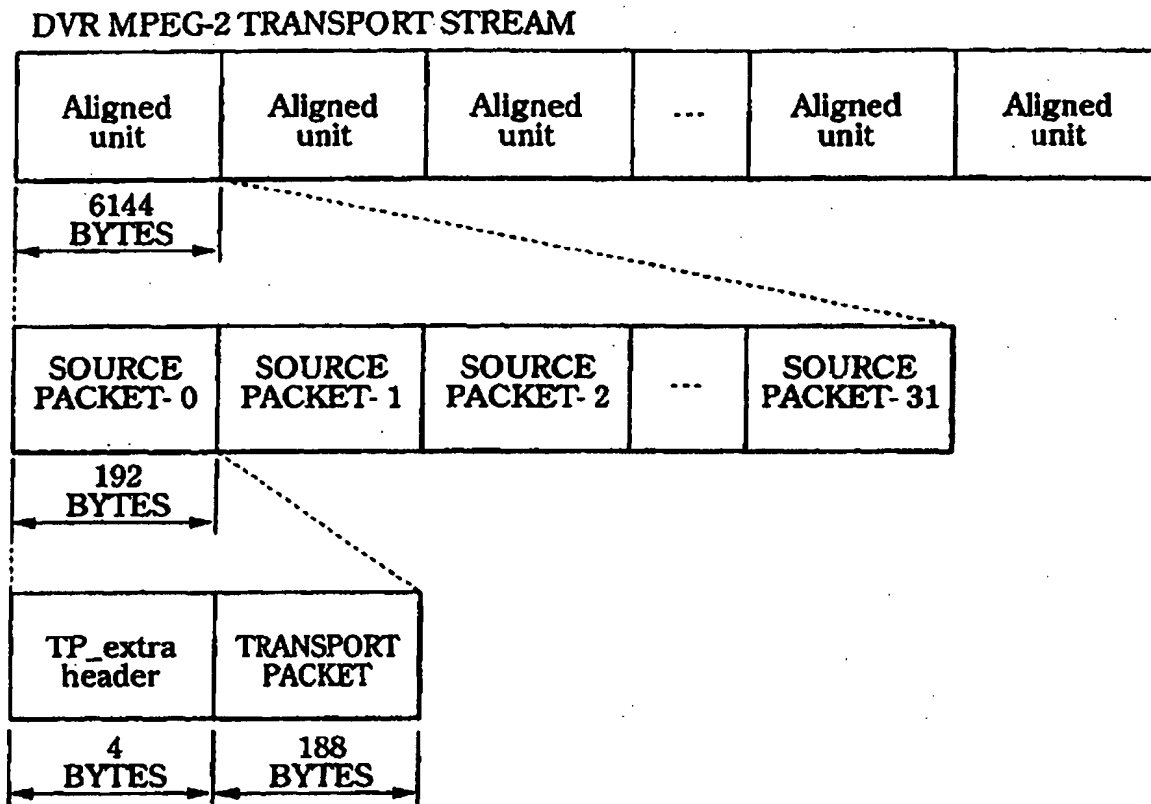 DVR MPEG-2 TRANSPORT STREAM
Aligned unit
Aligned unit
Aligned unit
---
Aligned unit
Aligned unit
6144 BYTES
SOURCE PACKET- 0
SOURCE PACKET- 1
SOURCE PACKET- 2
---
SOURCE PACKET- 31
192 BYTES
TP_extra header
TRANSPORT PACKET
4 BYTES
188 BYTES